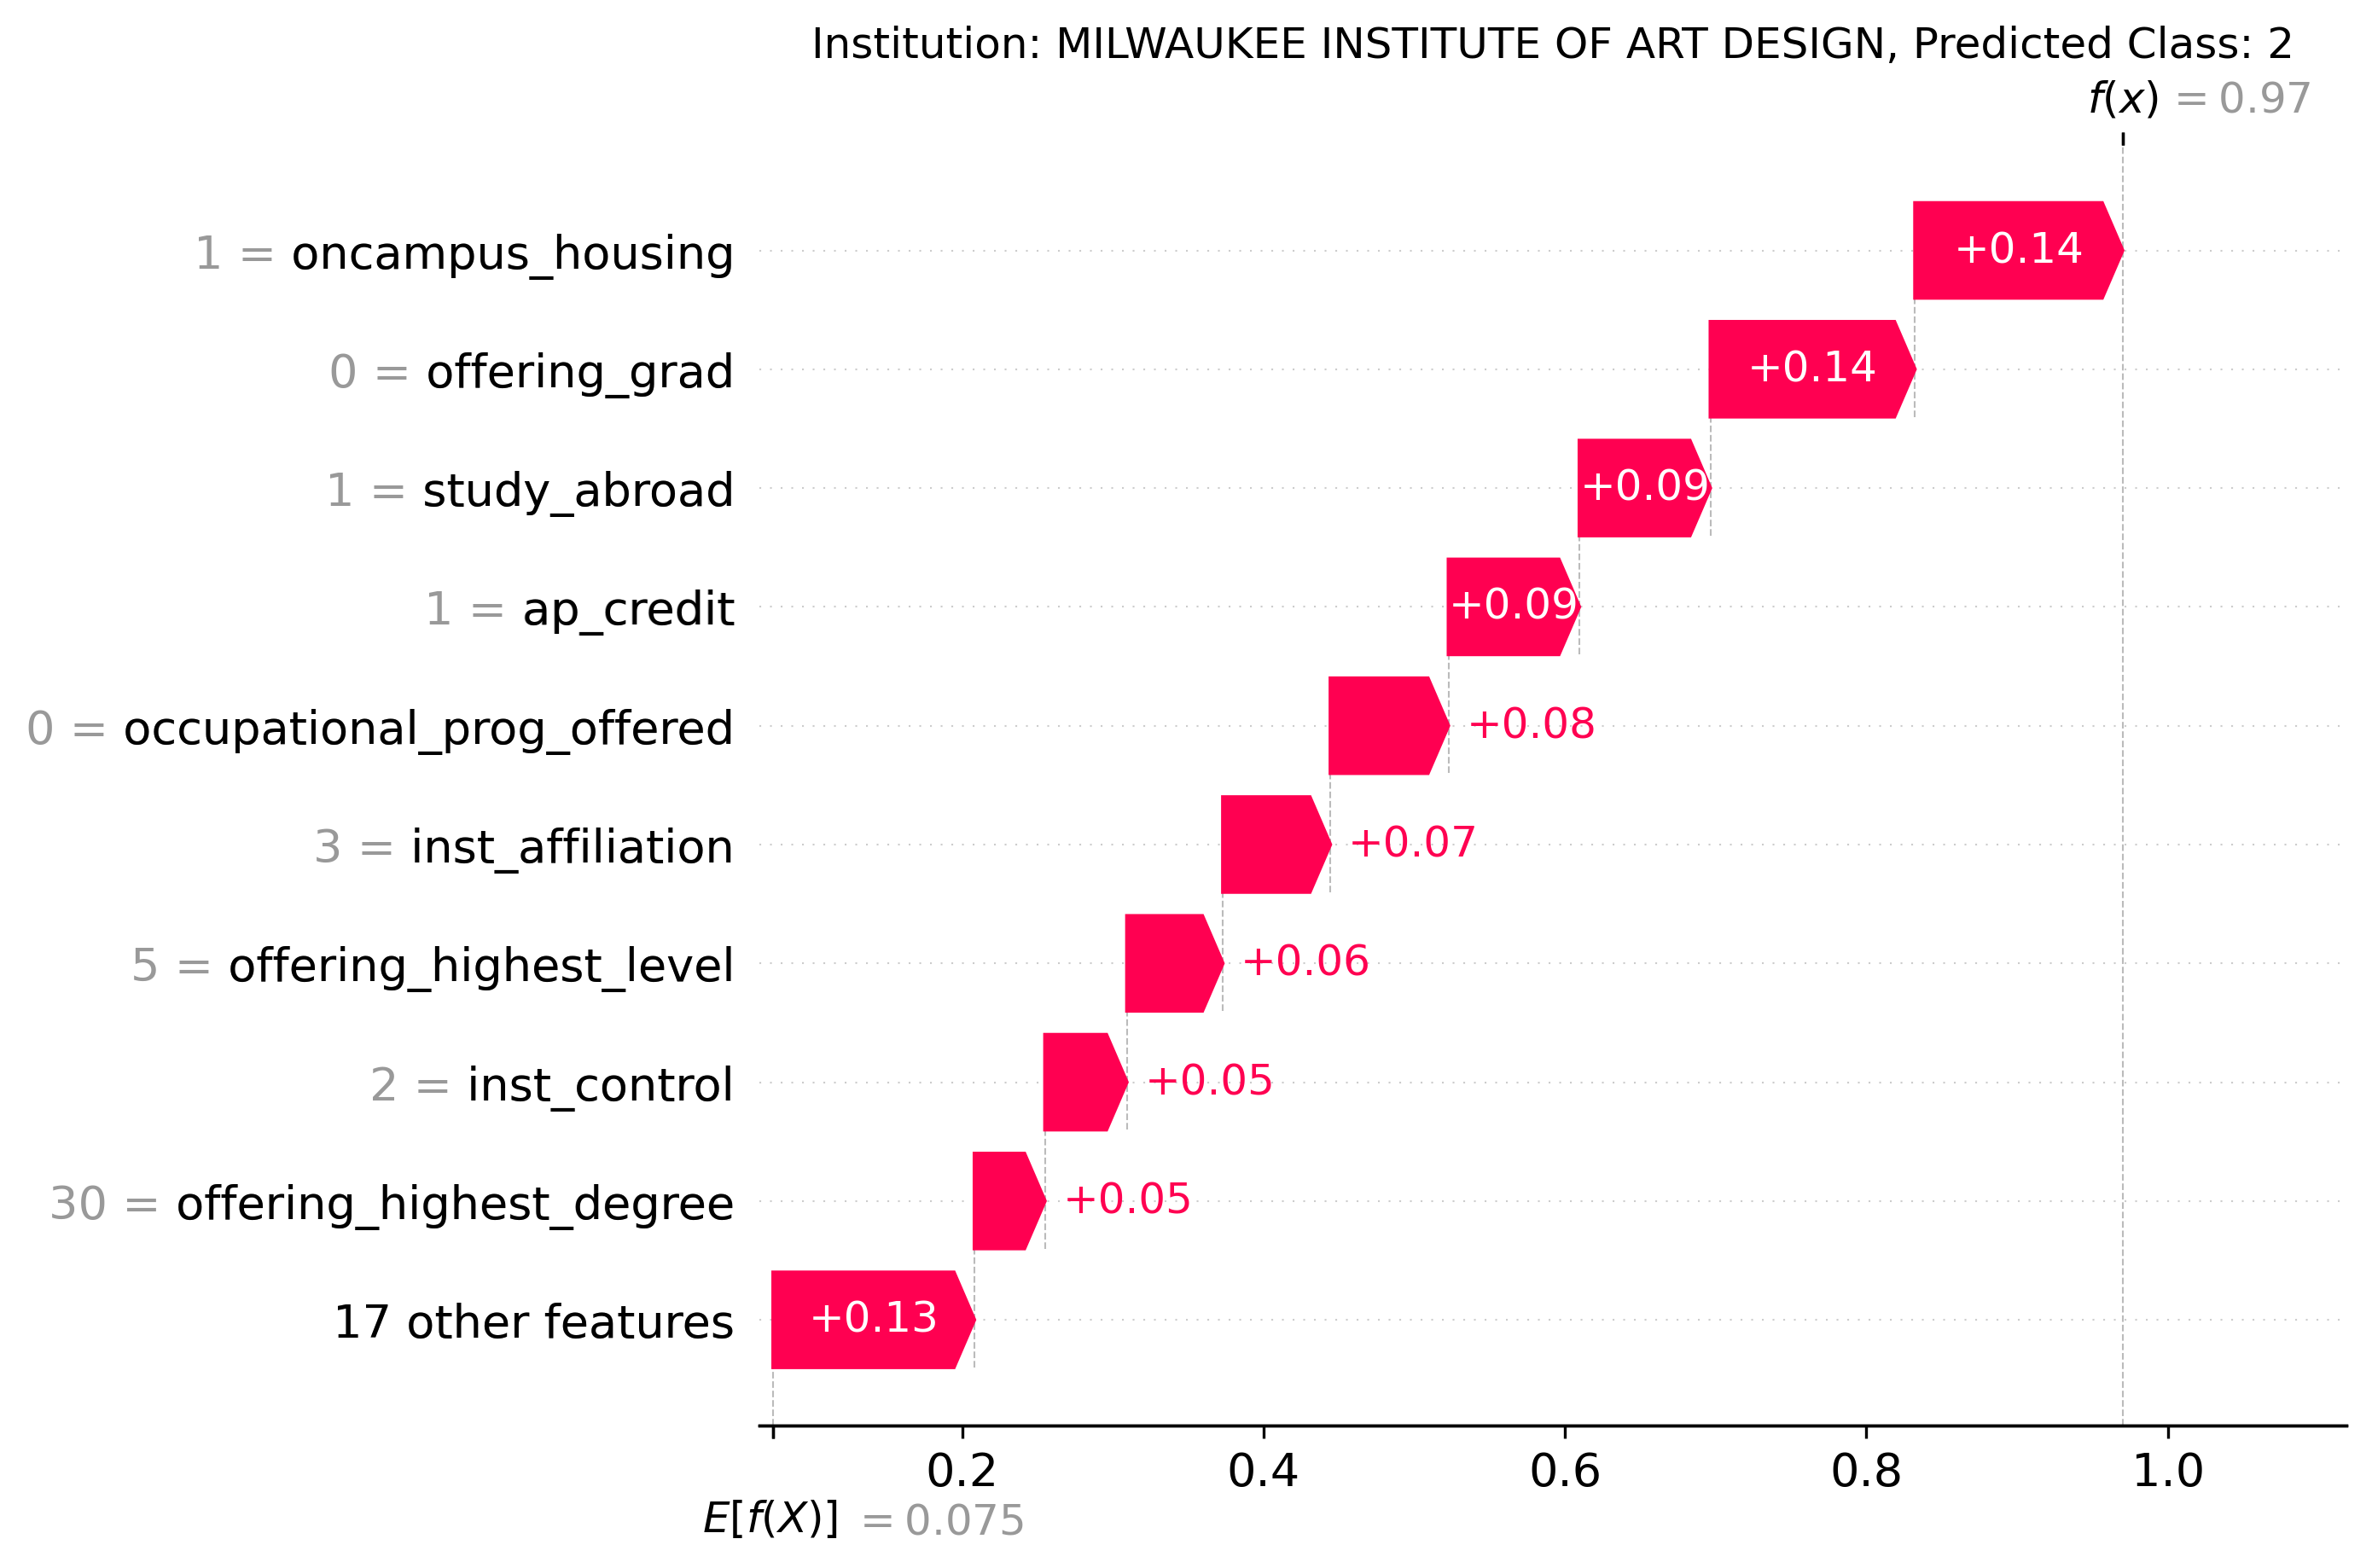 Institution: MILWAUKEE INSTITUTE OF ART DESIGN, Predicted Class: 2
f(x) = 0.97
1 = oncampus_housing +0.14
0 = offering_grad +0.14
1 = study_abroad +0.09
1 = ap_credit +0.09
0 = occupational_prog_offered +0.08
3 = inst_affiliation +0.07
5 = offering_highest_level +0.06
2 = inst_control +0.05
30 = offering_highest_degree +0.05
17 other features +0.13
0.2 0.4 0.6 0.8 1.0
E[f(X)] = 0.075